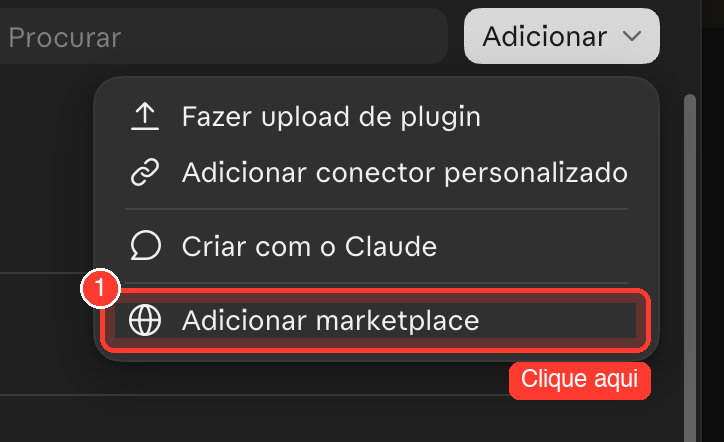 Procurar
Adicionar
Fazer upload de plugin
Adicionar conector personalizado
Criar com o Claude
1
Adicionar marketplace
Clique aqui